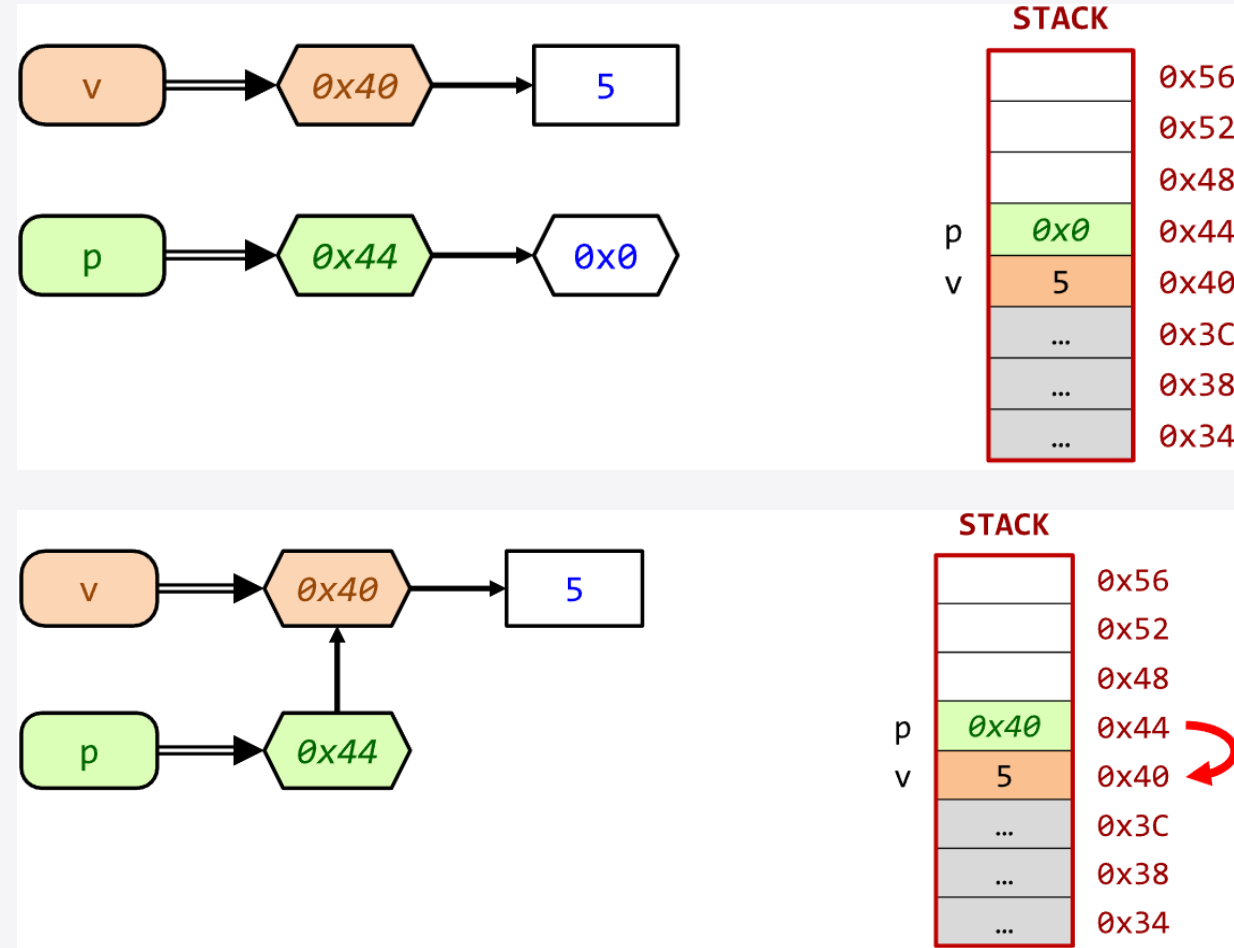 STACK
v 0x40 5 0x56
0x52
0x48
p 0x44 0x0 p 0x0 0x44
v 5 0x40
… 0x3C
… 0x38
… 0x34
STACK
v 0x40 5 0x56
0x52
0x48
p 0x44 p 0x40 0x44
v 5 0x40
… 0x3C
… 0x38
… 0x34